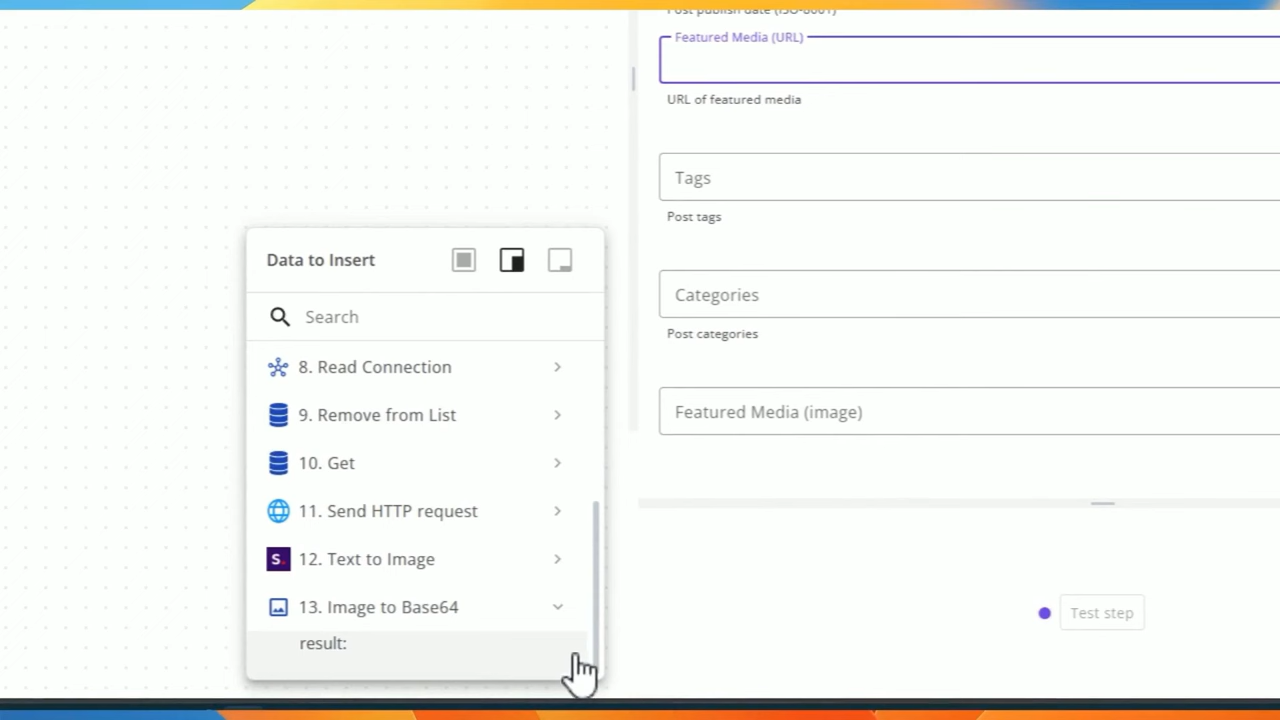 Post publish date (ISO-8601)
Featured Media (URL)
URL of featured media
Tags
Post tags
Categories
Post categories
Featured Media (image)
Test step
Data to Insert
Search
8. Read Connection
9. Remove from List
10. Get
11. Send HTTP request
S.
12. Text to Image
13. Image to Base64
result: